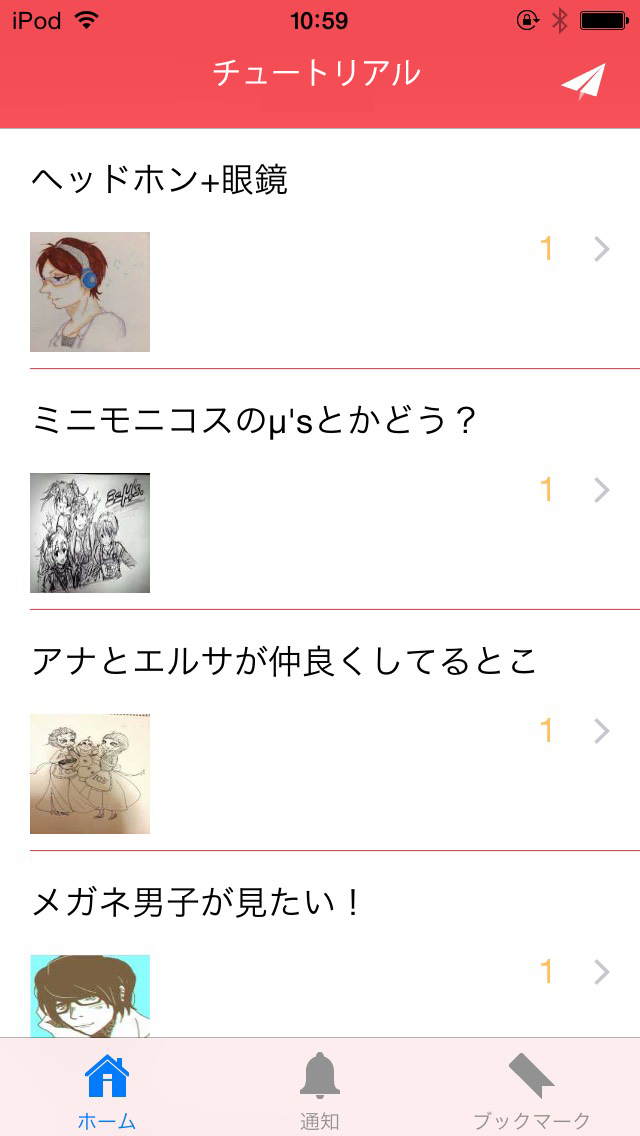 iPod 10:59
チュートリアル
ヘッドホン+眼鏡
1
ミニモニコスのμ'sとかどう？
1
アナとエルサが仲良くしてるとこ
1
メガネ男子が見たい！
1
ホーム 通知 ブックマーク